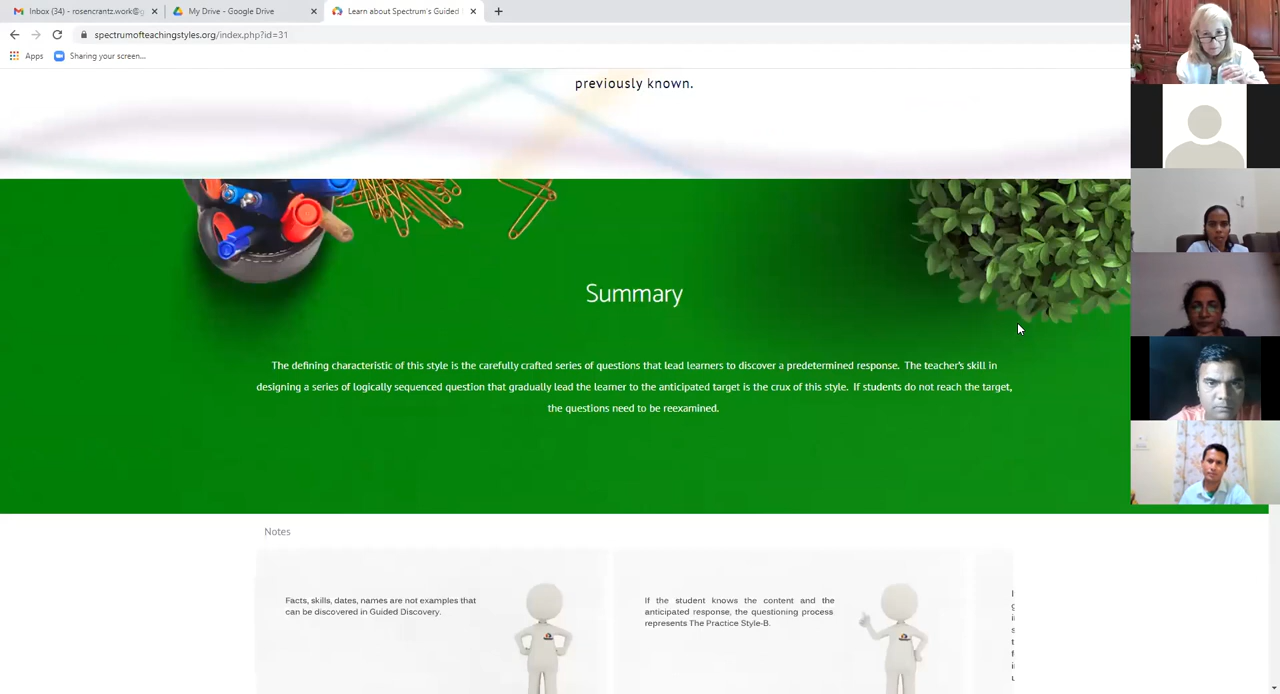 Inbox (34) - rosencrantz.work@g
My Drive - Google Drive
Learn about Spectrum's Guided
spectrumofteachingstyles.org/index.php?id=31
Apps
Sharing your screen...
previously known.
Summary
The defining characteristic of this style is the carefully crafted series of questions that lead learners to discover a predetermined response. The teacher's skill in
designing a series of logically sequenced question that gradually lead the learner to the anticipated target is the crux of this style. If students do not reach the target,
the questions need to be reexamined.
Notes
Facts, skills, dates, names are not examples that
can be discovered in Guided Discovery.
If the student knows the content and the
anticipated response, the questioning process
represents The Practice Style-B.